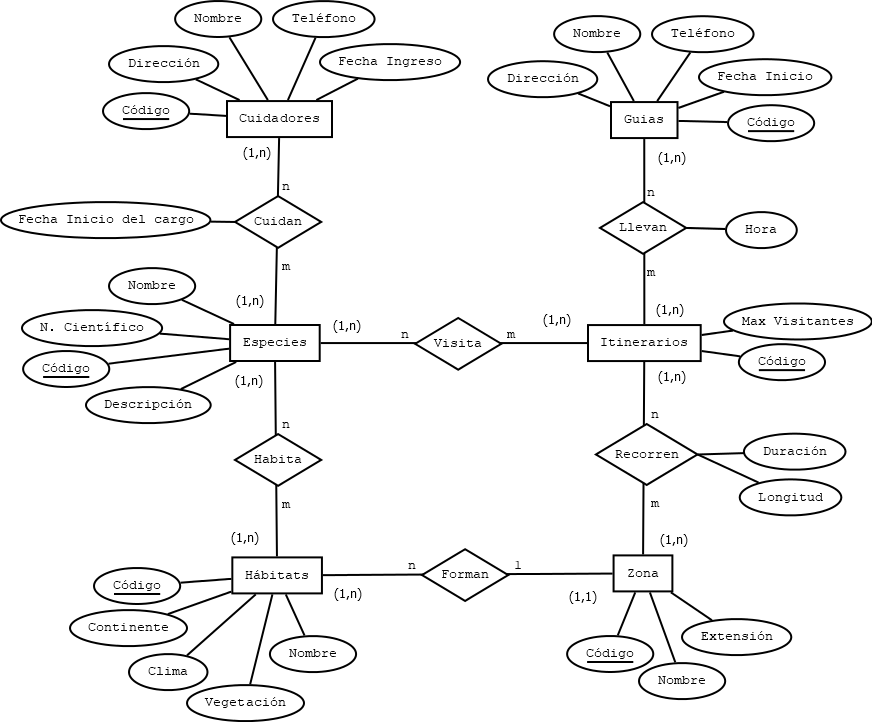 Nombre
Teléfono
Dirección
Fecha Ingreso
Código
Cuidadores
(1,n)
n
Fecha Inicio del cargo
Cuidan
m
(1,n)
Nombre
Teléfono
Dirección
Fecha Inicio
Código
Guias
(1,n)
n
Llevan
Hora
m
(1,n)
Nombre
N. Científico
Código
Descripción
Especies
(1,n)
n
Visita
m
(1,n)
Itinerarios
Max Visitantes
Código
(1,n)
n
Habita
m
(1,n)
(1,n)
n
Recorren
Duración
Longitud
m
(1,n)
Hábitats
Código
Continente
Clima
Vegetación
Nombre
(1,n)
n
Forman
1
(1,1)
Zona
Código
Nombre
Extensión